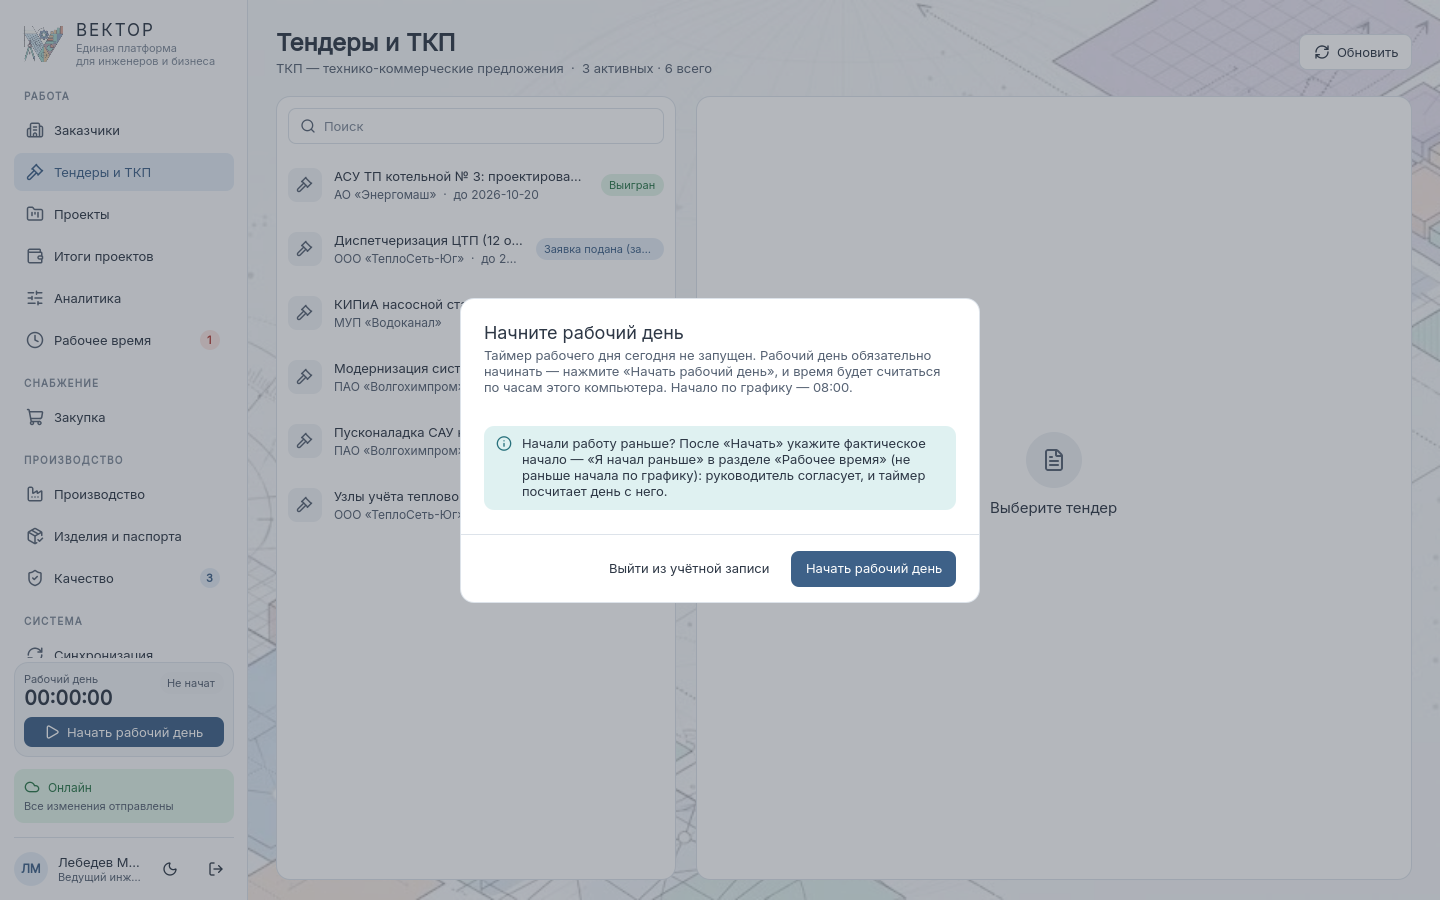 ВЕКТОР
Единая платформа
для инженеров и бизнеса
РАБОТА
Заказчики
Тендеры и ТКП
Проекты
Итоги проектов
Аналитика
Рабочее время 1
СНАБЖЕНИЕ
Закупка
ПРОИЗВОДСТВО
Производство
Изделия и паспорта
Качество 3
СИСТЕМА
Синхронизация
Рабочий день
Не начат
00:00:00
Начать рабочий день
Онлайн
Все изменения отправлены
ЛМ
Лебедев М...
Ведущий инж...
Тендеры и ТКП
ТКП — технико-коммерческие предложения · 3 активных · 6 всего
Обновить
Поиск
АСУ ТП котельной № 3: проектирова...
АО «Энергомаш» · до 2026-10-20
Выигран
Диспетчеризация ЦТП (12 о...
ООО «ТеплоСеть-Юг» · до 2...
Заявка подана (за...
КИПиА насосной ст
МУП «Водоканал»
Модернизация сист
ПАО «Волгохимпром»
Пусконаладка САУ
ПАО «Волгохимпром»
Узлы учёта теплово
ООО «ТеплоСеть-Юг»
Выберите тендер
Начните рабочий день
Таймер рабочего дня сегодня не запущен. Рабочий день обязательно
начинать — нажмите «Начать рабочий день», и время будет считаться
по часам этого компьютера. Начало по графику — 08:00.
Начали работу раньше? После «Начать» укажите фактическое
начало — «Я начал раньше» в разделе «Рабочее время» (не
раньше начала по графику): руководитель согласует, и таймер
посчитает день с него.
Выйти из учётной записи
Начать рабочий день